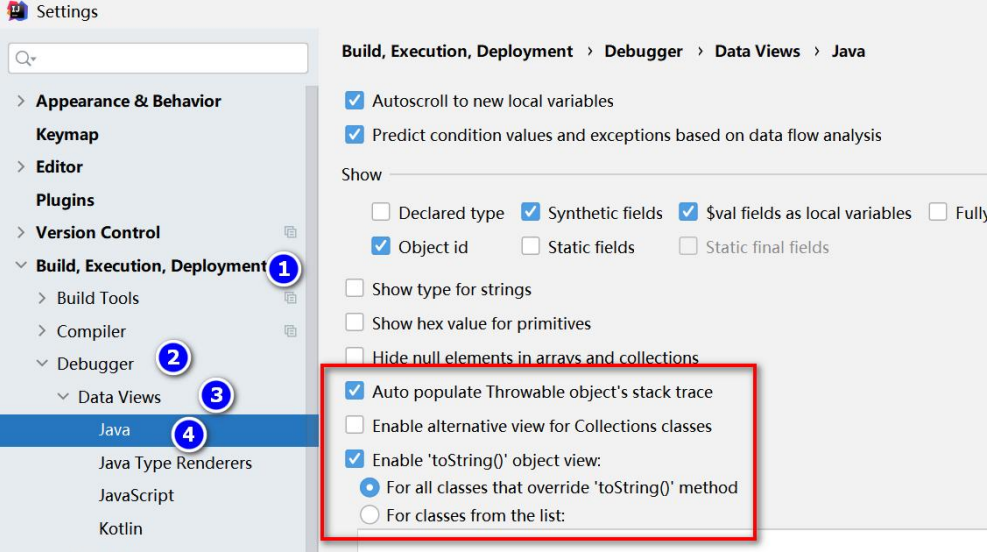 Settings
Appearance & Behavior
Keymap
Editor
Plugins
Version Control
Build, Execution, Deployment 1
Build Tools
Compiler
Debugger 2
Data Views 3
Java 4
Java Type Renderers
JavaScript
Kotlin
Build, Execution, Deployment › Debugger › Data Views › Java
Autoscroll to new local variables
Predict condition values and exceptions based on data flow analysis
Show
Declared type Synthetic fields $val fields as local variables Fully
Object id Static fields Static final fields
Show type for strings
Show hex value for primitives
Hide null elements in arrays and collections
Auto populate Throwable object's stack trace
Enable alternative view for Collections classes
Enable 'toString()' object view:
For all classes that override 'toString()' method
For classes from the list: